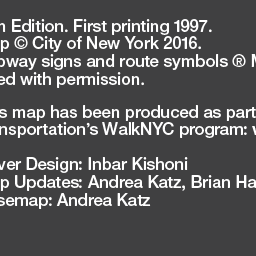 Edition. First printing 1997.
© City of New York 2016.
signs and route symbols ®
with permission.
map has been produced as part
WalkNYC program:
Design: Inbar Kishoni
Updates: Andrea Katz, Brian
Andrea Katz